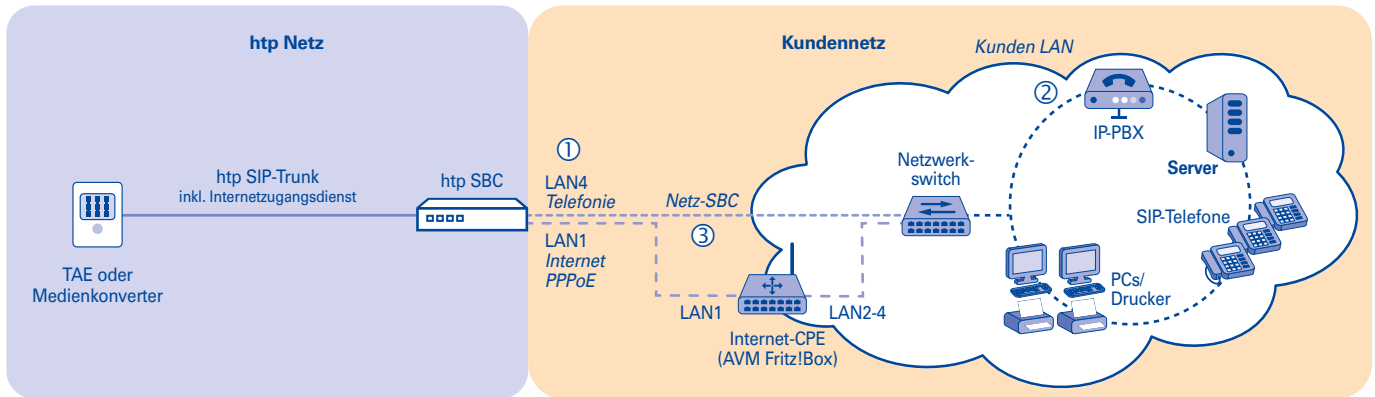 htp Netz
Kundennetz
Kunden LAN
②
IP-PBX
Server
Netzwerk-
switch
SIP-Telefone
PCs/
Drucker
htp SIP-Trunk
inkl. Internetzugangsdienst
htp SBC
①
LAN4
Telefonie
Netz-SBC
③
LAN1
Internet
PPPoE
TAE oder
Medienkonverter
LAN1
LAN2-4
Internet-CPE
(AVM Fritz!Box)